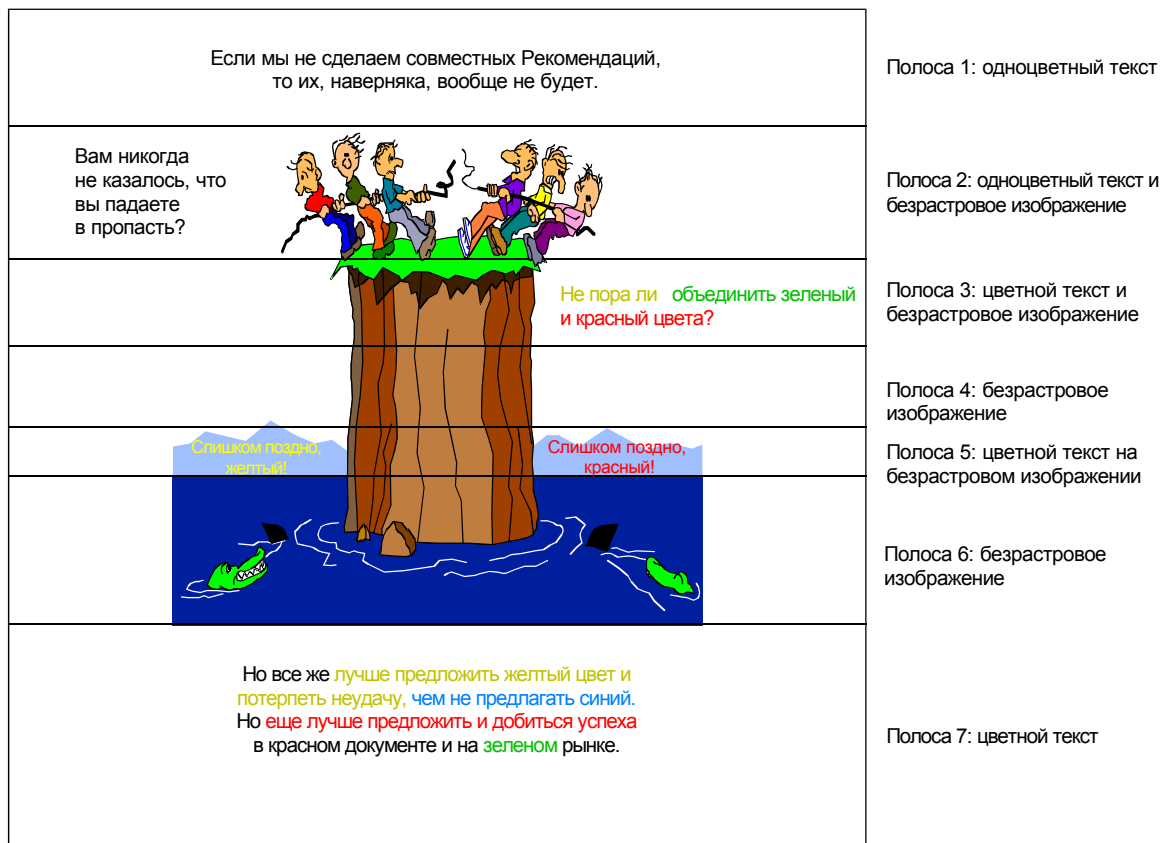 Если мы не сделаем совместных Рекомендаций,
то их, наверняка, вообще не будет.
Полоса 1: одноцветный текст
Вам никогда
не казалось, что
вы падаете
в пропасть?
Полоса 2: одноцветный текст и
безрастровое изображение
Не пора ли объединить зеленый
и красный цвета?
Полоса 3: цветной текст и
безрастровое изображение
Полоса 4: безрастровое
изображение
Слишком поздно,
желтый!
Слишком поздно,
красный!
Полоса 5: цветной текст на
безрастровом изображении
Полоса 6: безрастровое
изображение
Но все же лучше предложить желтый цвет и
потерпеть неудачу, чем не предлагать синий.
Но еще лучше предложить и добиться успеха
в красном документе и на зеленом рынке.
Полоса 7: цветной текст